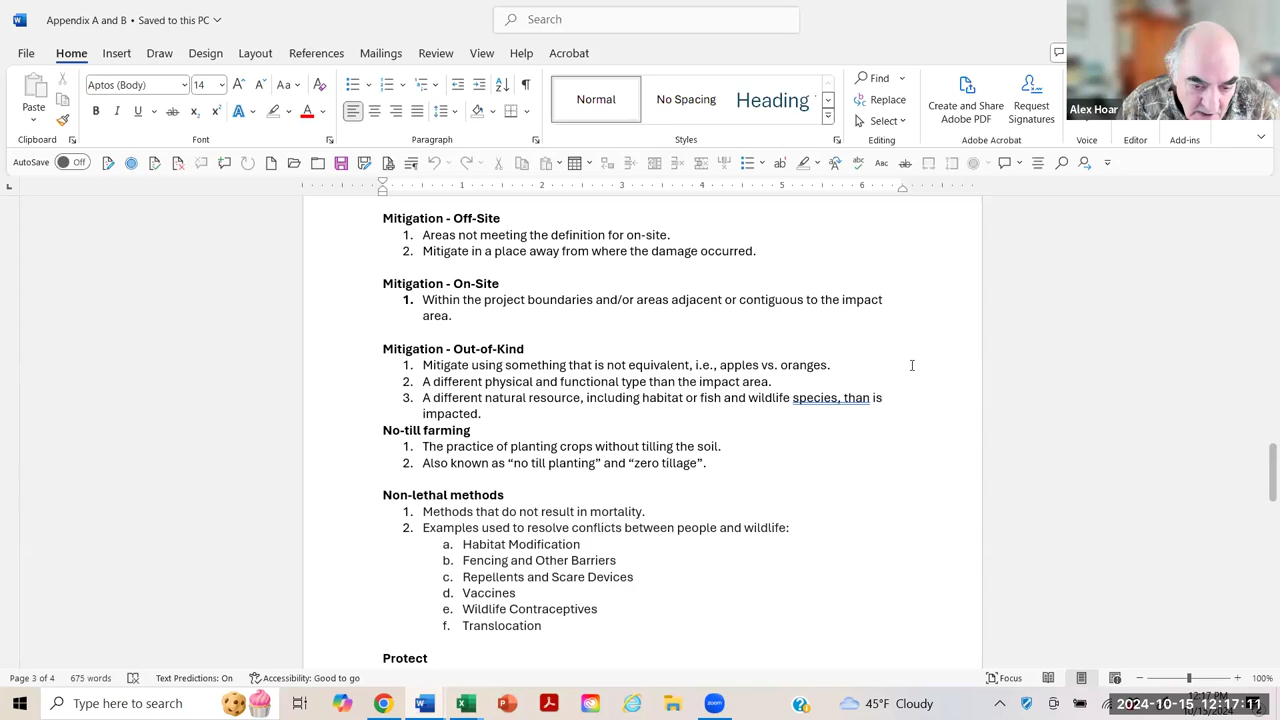 Appendix A and B • Saved to this PC
Search
File Home Insert Draw Design Layout References Mailings Review View Help Acrobat
Alex Hoar
Paste
Aptos (Body) 14
Normal
No Spacing
Heading
Find
Replace
Select
Create and Share Adobe PDF
Request Signatures
Clipboard Font Paragraph Styles Editing Adobe Acrobat Voice Editor Add-ins
AutoSave Off
1 2 3 4 5 6
Mitigation - Off-Site
1. Areas not meeting the definition for on-site.
2. Mitigate in a place away from where the damage occurred.
Mitigation - On-Site
1. Within the project boundaries and/or areas adjacent or contiguous to the impact
area.
Mitigation - Out-of-Kind
1. Mitigate using something that is not equivalent, i.e., apples vs. oranges.
2. A different physical and functional type than the impact area.
3. A different natural resource, including habitat or fish and wildlife species, than is
impacted.
No-till farming
1. The practice of planting crops without tilling the soil.
2. Also known as “no till planting” and “zero tillage”.
Non-lethal methods
1. Methods that do not result in mortality.
2. Examples used to resolve conflicts between people and wildlife:
a. Habitat Modification
b. Fencing and Other Barriers
c. Repellents and Scare Devices
d. Vaccines
e. Wildlife Contraceptives
f. Translocation
Protect
Page 3 of 4 675 words Text Predictions: On Accessibility: Good to go Focus 100%
Type here to search
45°F Cloudy
2024-10-15 12:17:11